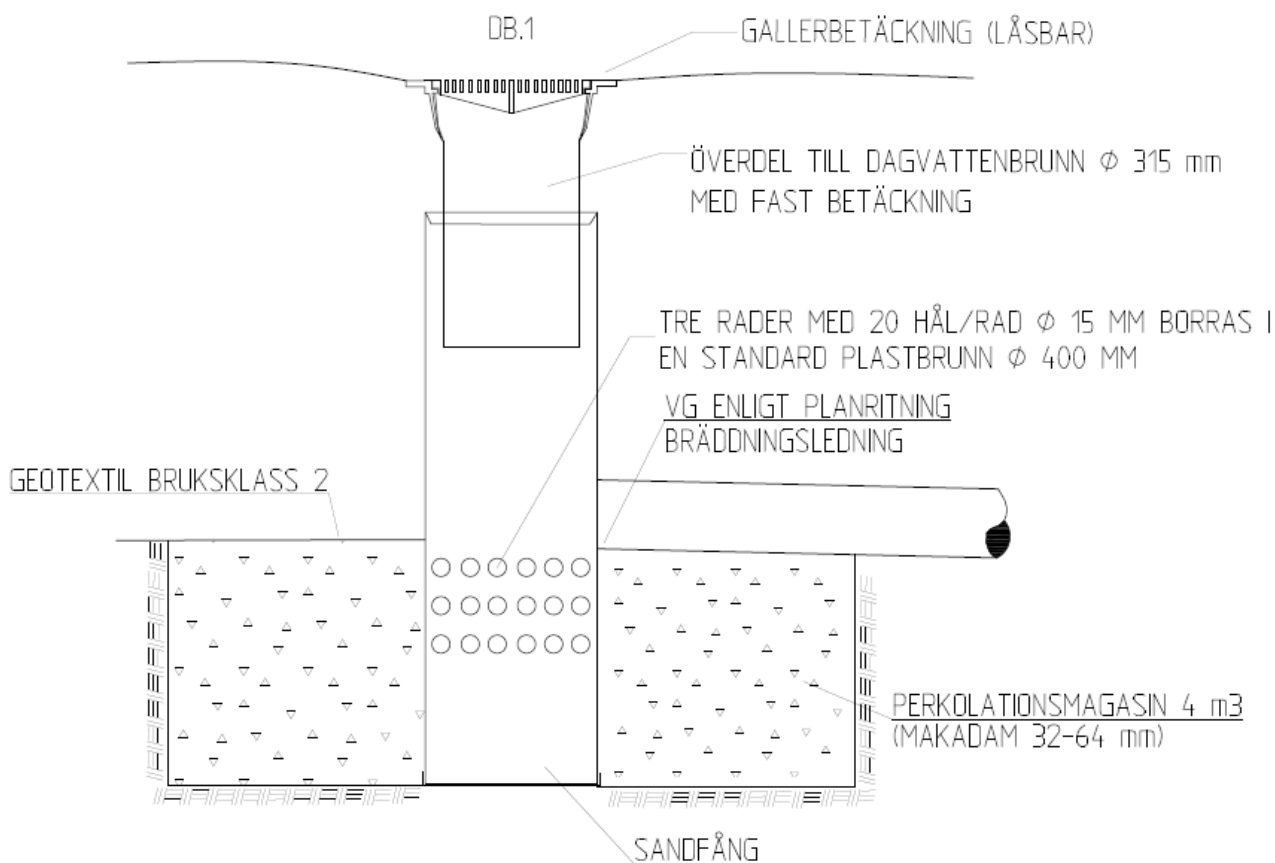 DB.1
GALLERBETÄCKNING (LÅSBAR)
ÖVERDEL TILL DAGVATTENBRUNN Ø 315 mm
MED FAST BETÄCKNING
TRE RADER MED 20 HÅL/RAD Ø 15 MM BORRAS I
EN STANDARD PLASTBRUNN Ø 400 MM
VG ENLIGT PLANRITNING
BRÄDDNINGSLEDNING
GEOTEXTIL BRUKSKLASS 2
PERKOLATIONSMAGASIN 4 m3
(MAKADAM 32-64 mm)
SANDFÅNG